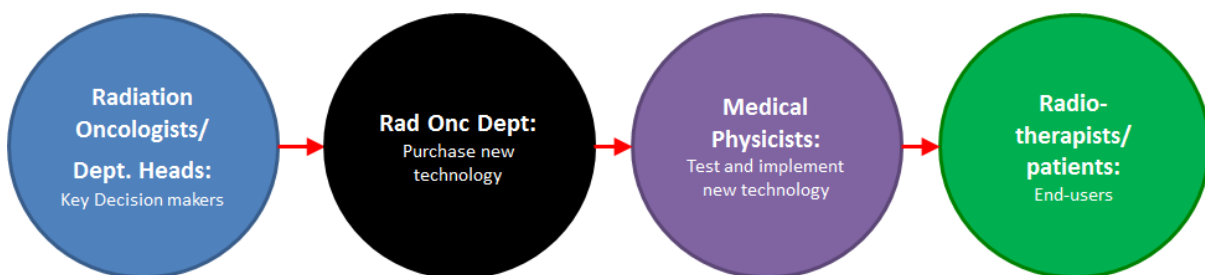 Radiation
Oncologists/
Dept. Heads:
Key Decision makers
Rad Onc Dept:
Purchase new
technology
Medical
Physicists:
Test and implement
new technology
Radio-
therapists/
patients:
End-users